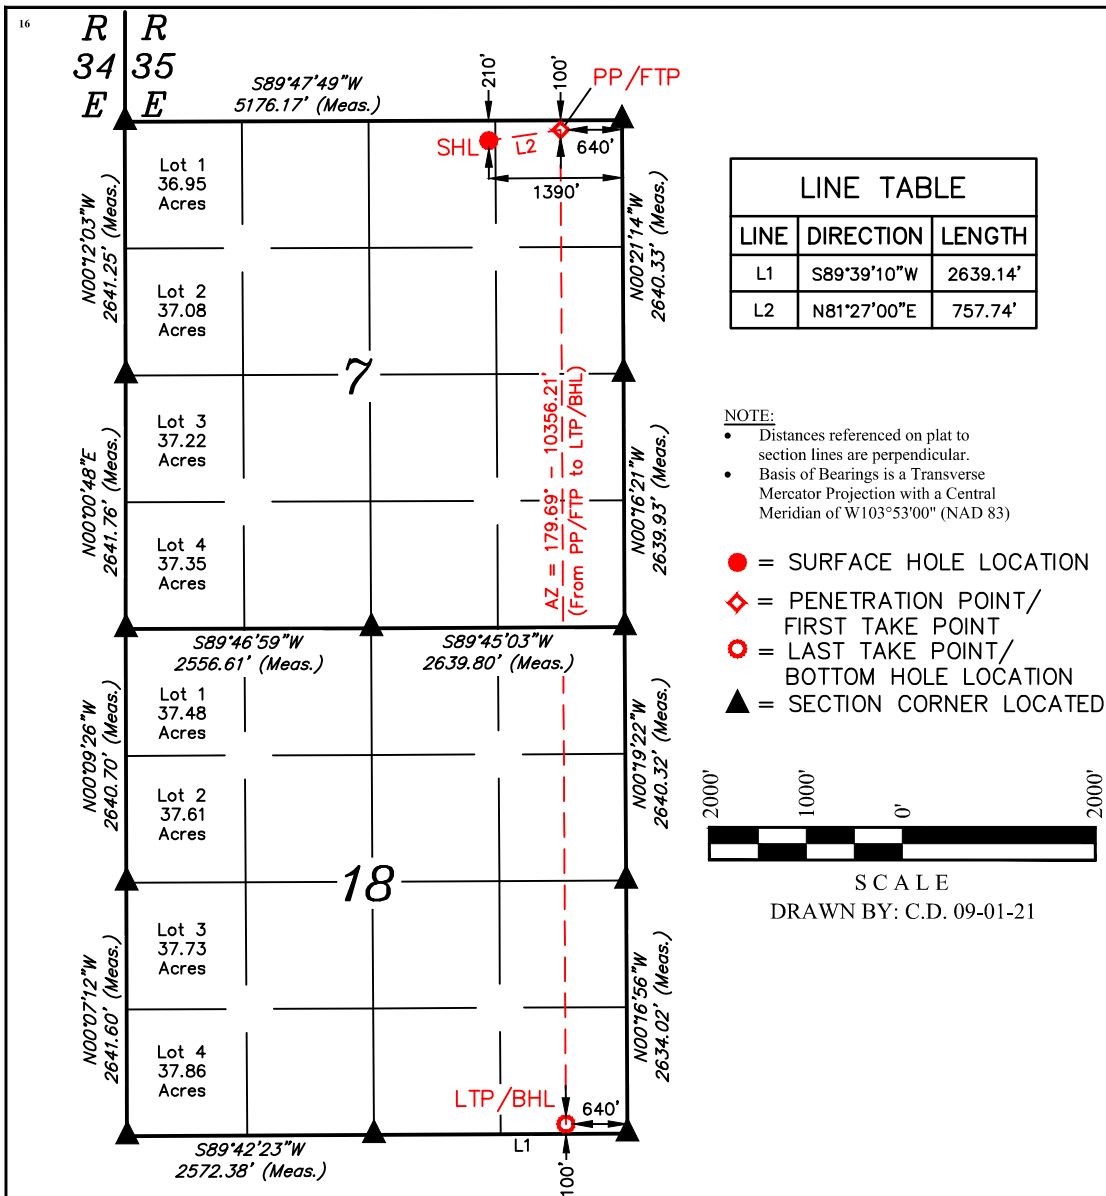 16
R R
34 35
E E
S89°47'49"W
5176.17' (Meas.)
210'
100'
PP/FTP
SHL
L2
640'
1390'
Lot 1
36.95
Acres
N00°12'03"W
2641.25' (Meas.)
N00°21'14"W
2640.33' (Meas.)
Lot 2
37.08
Acres
7
Lot 3
37.22
Acres
N00°00'48"E
2641.76' (Meas.)
AZ = 179.69° - 10356.21'
(From PP/FTP to LTP/BHL)
N00°16'21"W
2639.93' (Meas.)
Lot 4
37.35
Acres
S89°46'59"W
2556.61' (Meas.)
S89°45'03"W
2639.80' (Meas.)
Lot 1
37.48
Acres
N00°09'26"W
2640.70' (Meas.)
N00°19'22"W
2640.32' (Meas.)
Lot 2
37.61
Acres
18
Lot 3
37.73
Acres
N00°07'12"W
2641.60' (Meas.)
N00°16'56"W
2634.02' (Meas.)
Lot 4
37.86
Acres
LTP/BHL
640'
S89°42'23"W
2572.38' (Meas.)
L1
100'
LINE TABLE
LINE DIRECTION LENGTH
L1 S89°39'10"W 2639.14'
L2 N81°27'00"E 757.74'
NOTE:
• Distances referenced on plat to
section lines are perpendicular.
• Basis of Bearings is a Transverse
Mercator Projection with a Central
Meridian of W103°53'00" (NAD 83)
= SURFACE HOLE LOCATION
= PENETRATION POINT/
FIRST TAKE POINT
= LAST TAKE POINT/
BOTTOM HOLE LOCATION
= SECTION CORNER LOCATED
2000' 1000' 0' 2000'
SCALE
DRAWN BY: C.D. 09-01-21